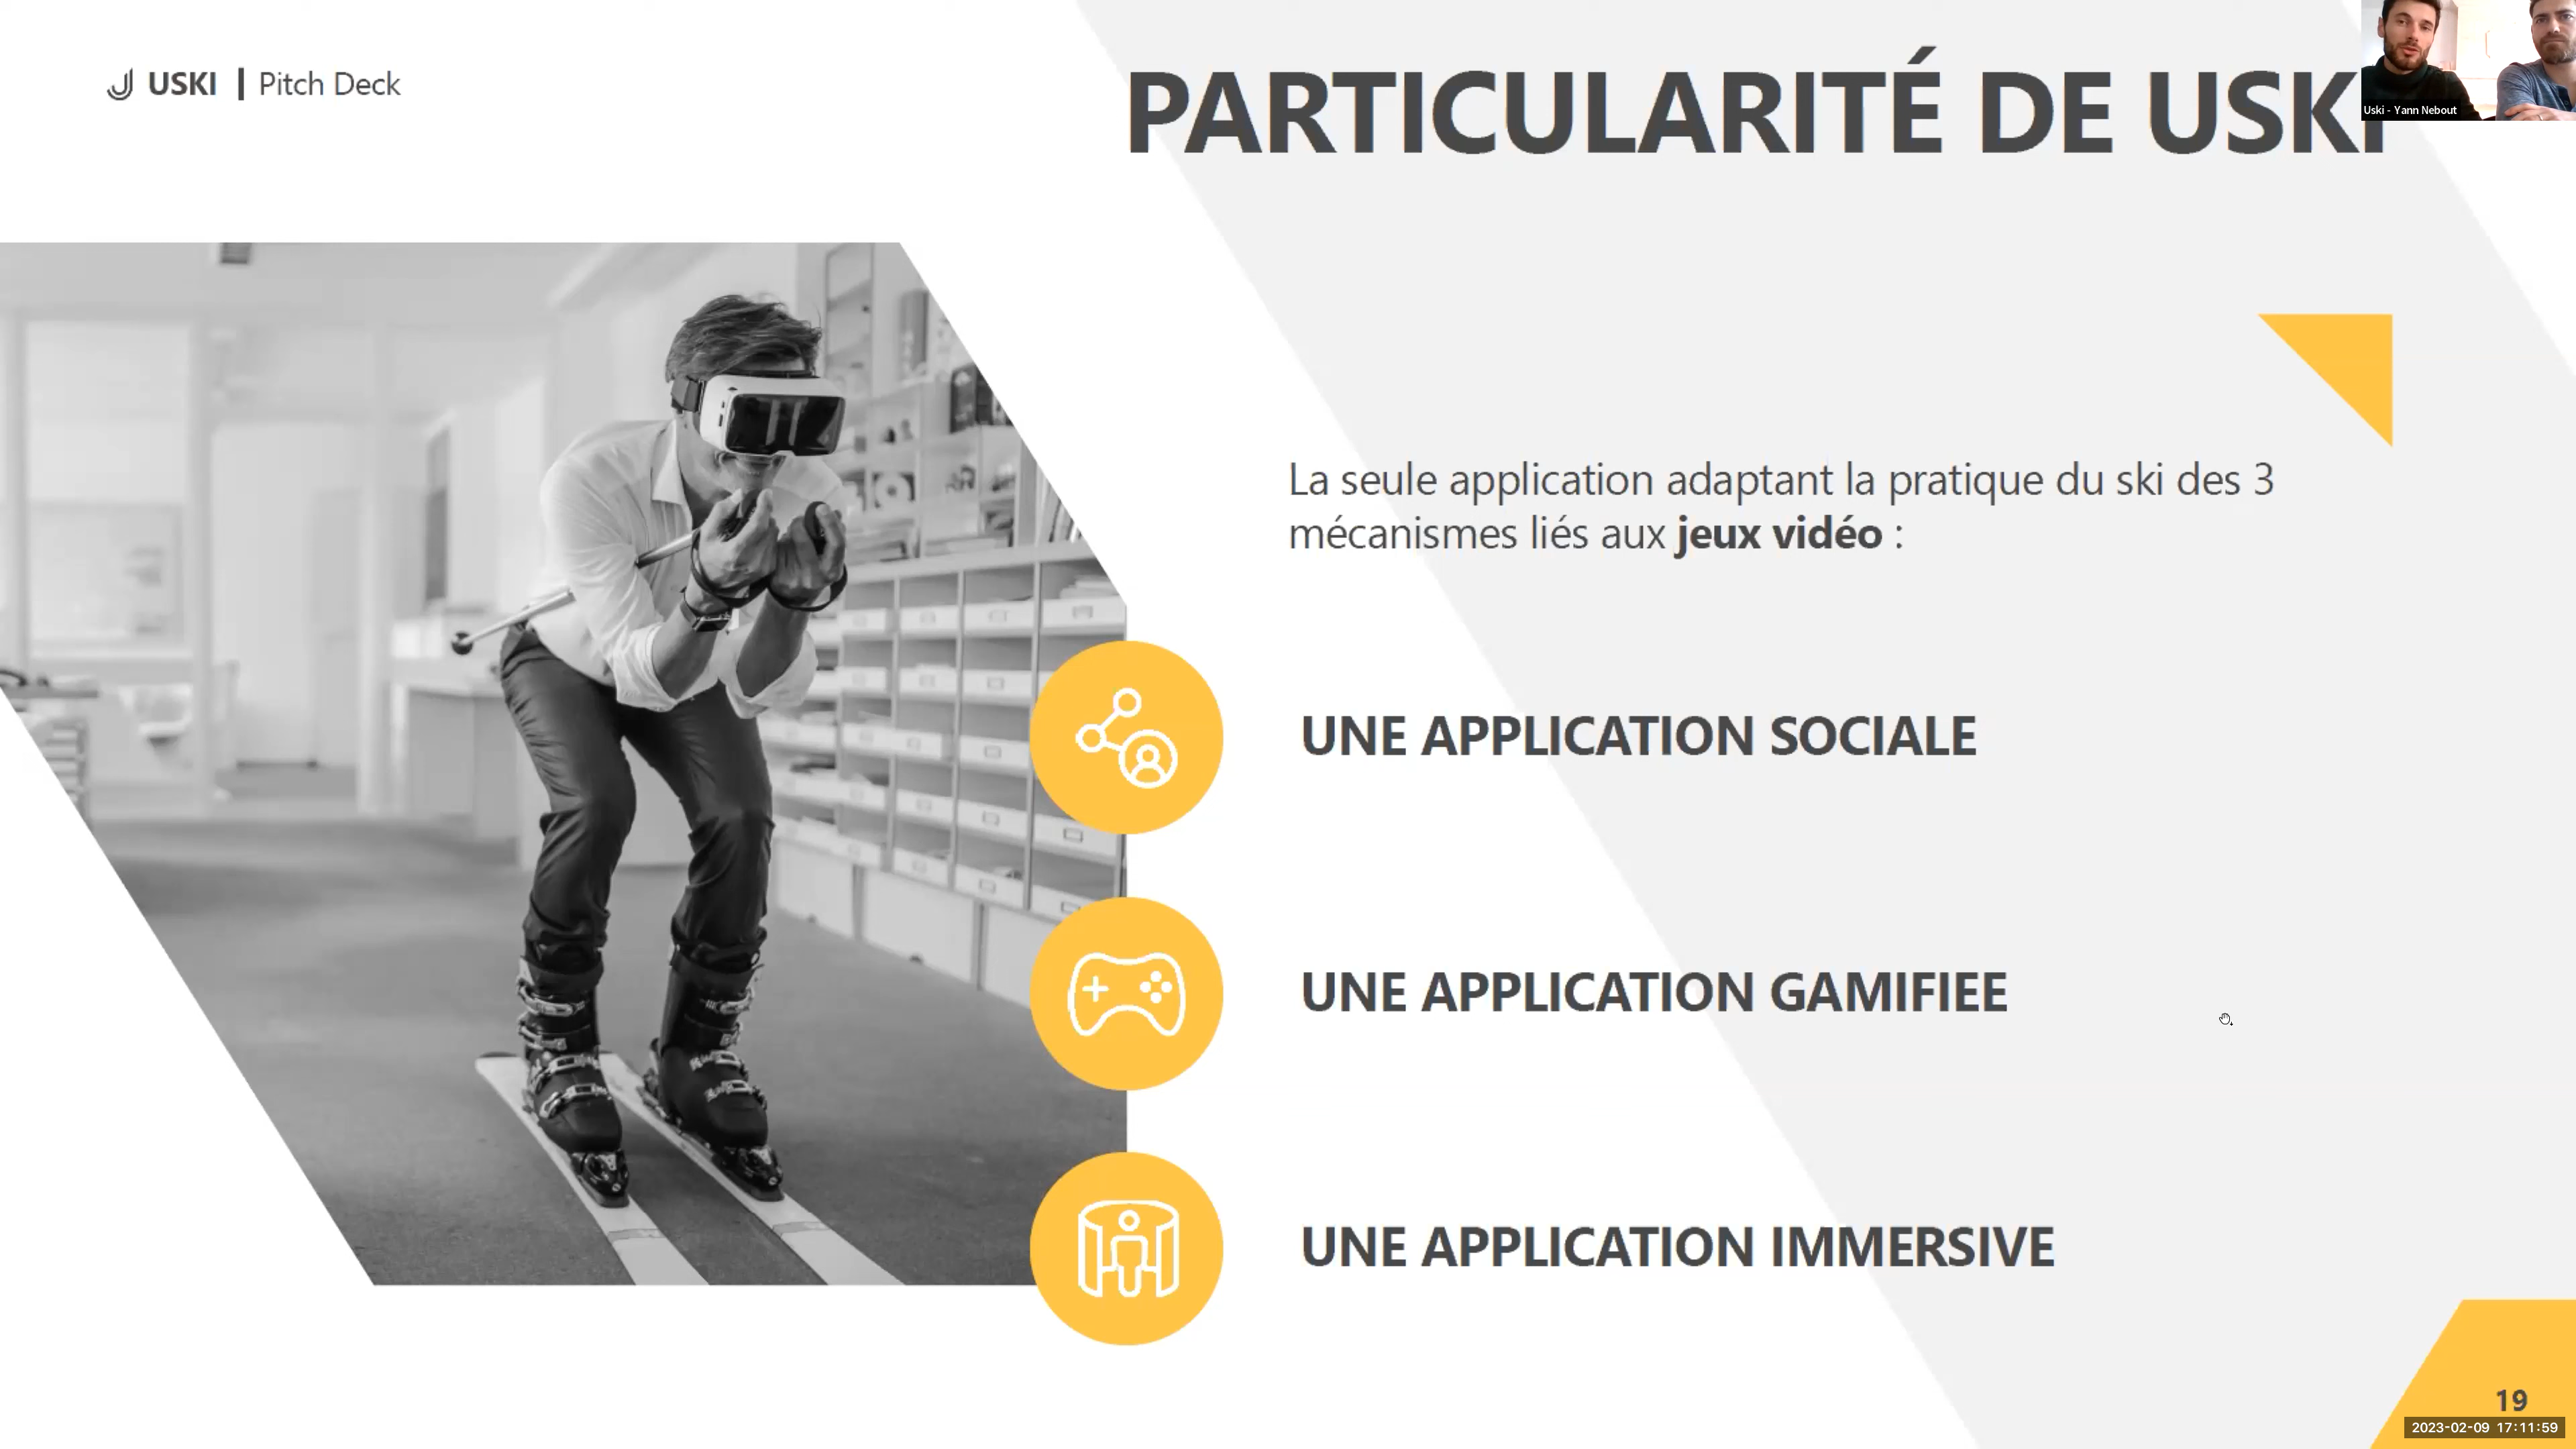 USKI | Pitch Deck
PARTICULARITÉ DE USKI
Uski - Yann Nebout
La seule application adaptant la pratique du ski des 3
mécanismes liés aux jeux vidéo :
UNE APPLICATION SOCIALE
UNE APPLICATION GAMIFIEE
UNE APPLICATION IMMERSIVE
19
2023-02-09 17:11:59